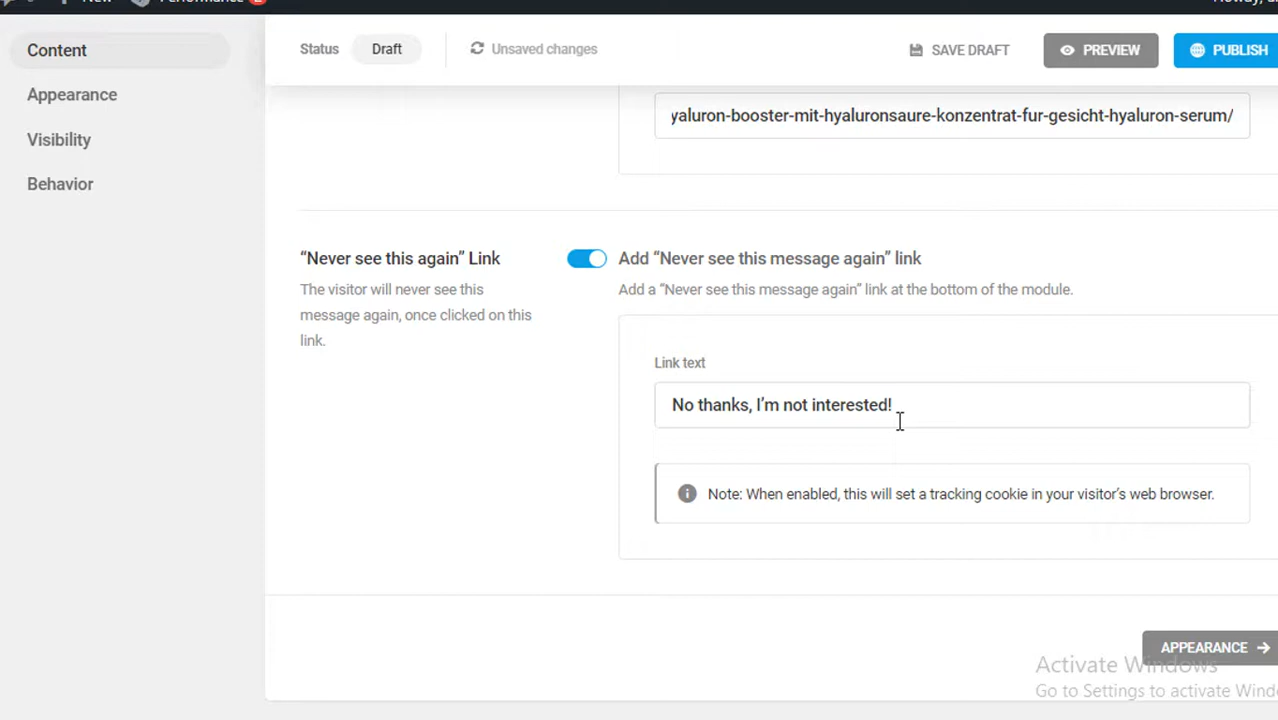 Content
Appearance
Visibility
Behavior
Status Draft Unsaved changes SAVE DRAFT PREVIEW PUBLISH
yaluron-booster-mit-hyaluronsaure-konzentrat-fur-gesicht-hyaluron-serum/
“Never see this again” Link
The visitor will never see this
message again, once clicked on this
link.
Add “Never see this message again” link
Add a “Never see this message again” link at the bottom of the module.
Link text
No thanks, I’m not interested!
Note: When enabled, this will set a tracking cookie in your visitor’s web browser.
APPEARANCE
Activate Windows
Go to Settings to activate